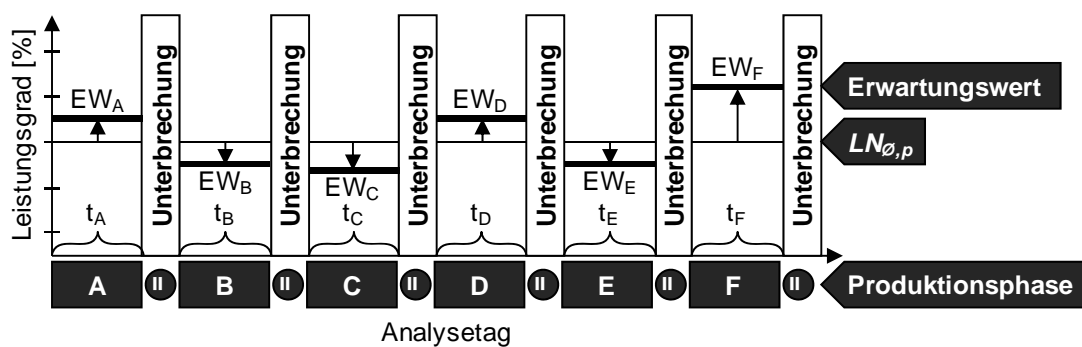 Leistungsgrad [%]
EW_A
EW_B
EW_C
EW_D
EW_E
EW_F
Unterbrechung
Unterbrechung
Unterbrechung
Unterbrechung
Unterbrechung
Unterbrechung
Erwartungswert
LN_Ø,p
t_A
t_B
t_C
t_D
t_E
t_F
A II B II C II D II E II F II
Produktionsphase
Analysetag